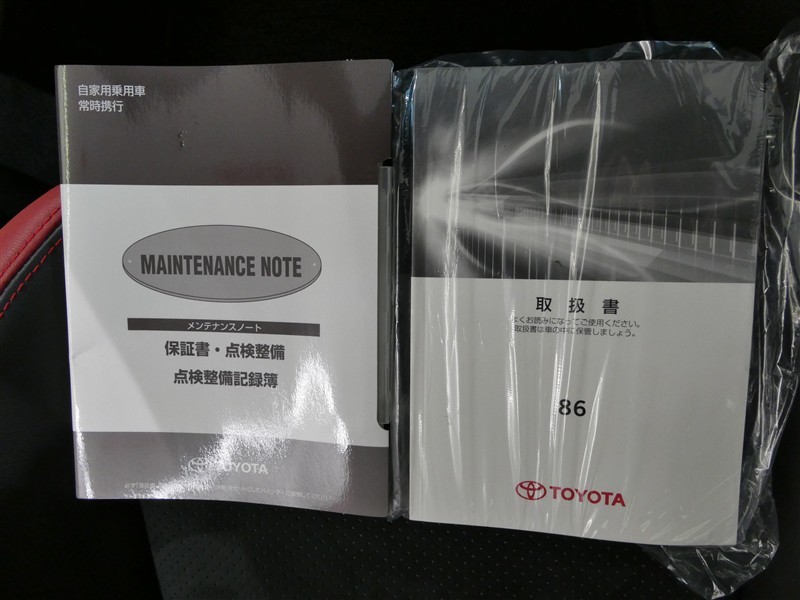 自家用乗用車
常時携行
MAINTENANCE NOTE
メンテナンスノート
保証書・点検整備
点検整備記録簿
TOYOTA
取扱書
よくお読みになってご使用ください。
取扱書は車の中に保管しましょう。
86
TOYOTA